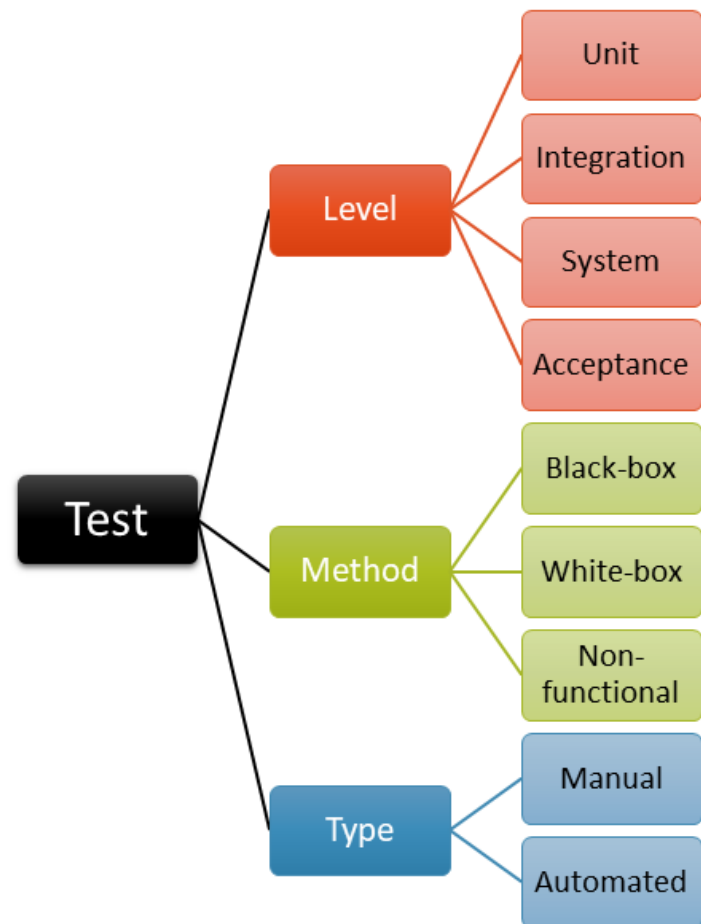 Test
Level
Unit
Integration
System
Acceptance
Method
Black-box
White-box
Non-
functional
Type
Manual
Automated